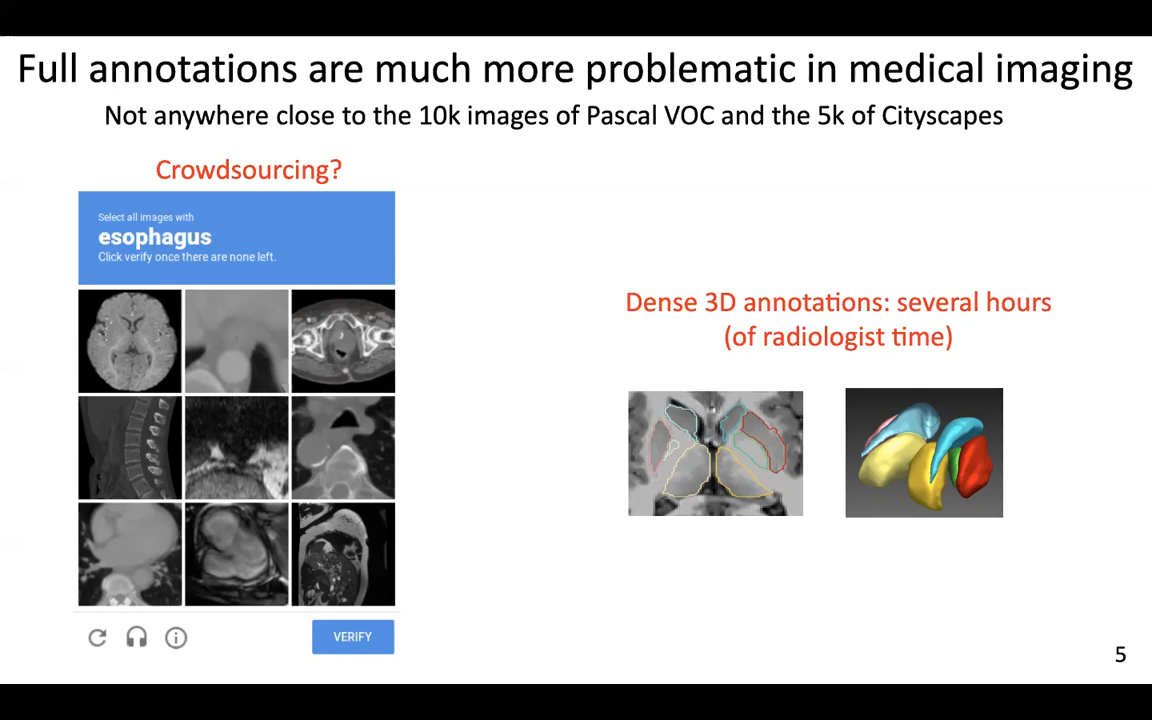 Full annotations are much more problematic in medical imaging
Not anywhere close to the 10k images of Pascal VOC and the 5k of Cityscapes
Crowdsourcing?
Select all images with
esophagus
Click verify once there are none left.
Dense 3D annotations: several hours
(of radiologist time)
VERIFY
5